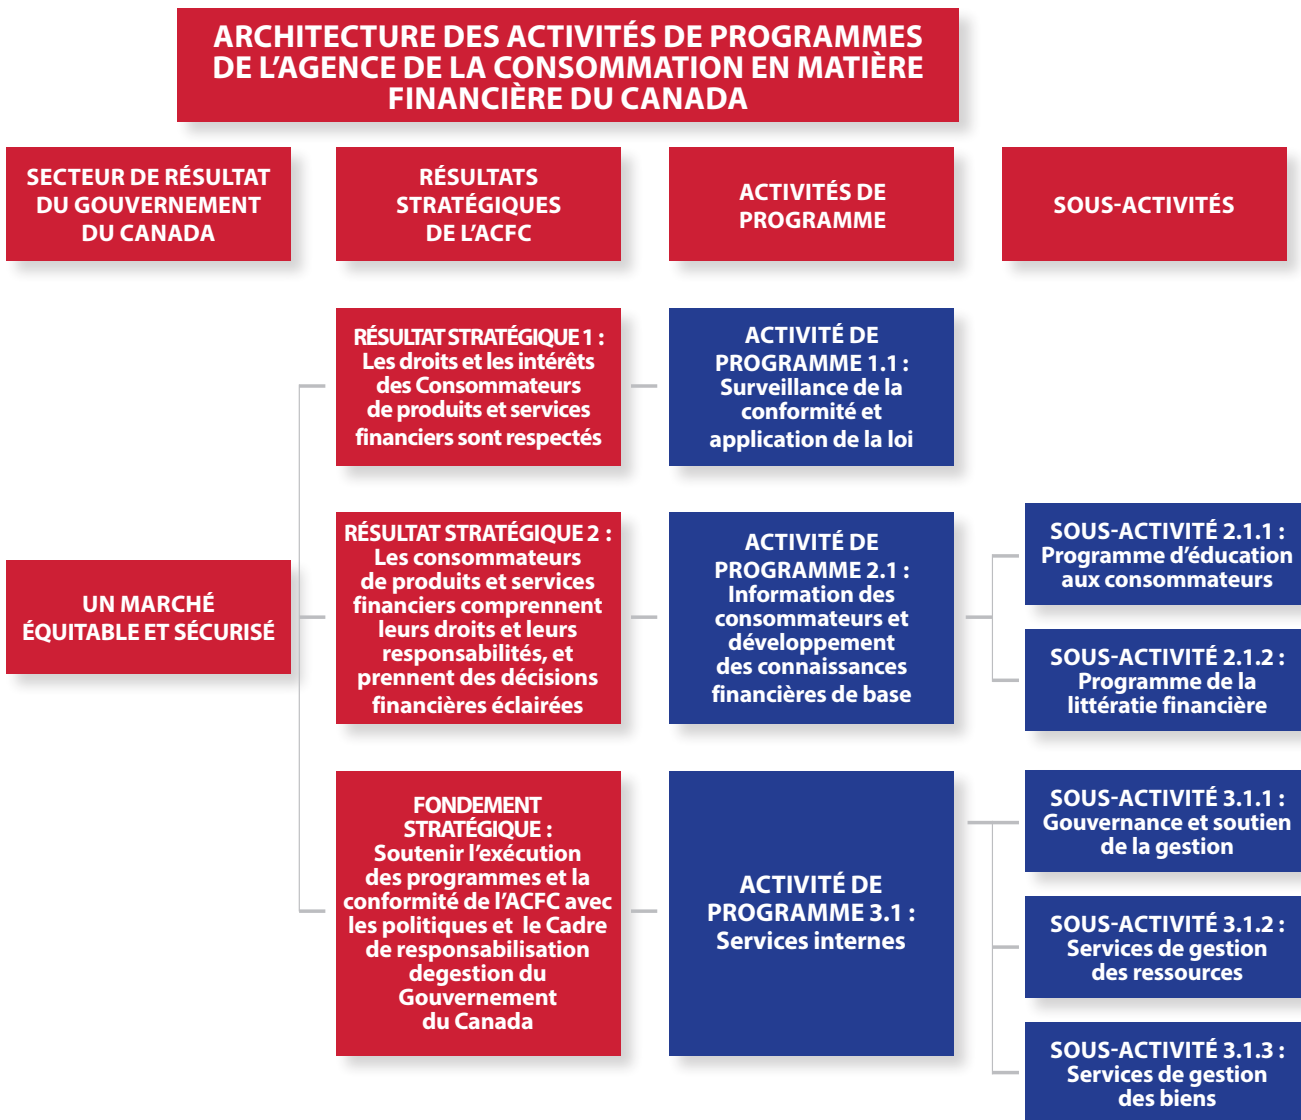 ARCHITECTURE DES ACTIVITÉS DE PROGRAMMES
DE L'AGENCE DE LA CONSOMMATION EN MATIÈRE
FINANCIÈRE DU CANADA
SECTEUR DE RÉSULTAT
DU GOUVERNEMENT
DU CANADA
RÉSULTATS
STRATÉGIQUES
DE L'ACFC
ACTIVITÉS DE
PROGRAMME
SOUS-ACTIVITÉS
UN MARCHÉ
ÉQUITABLE ET SÉCURISÉ
RÉSULTAT STRATÉGIQUE 1 :
Les droits et les intérêts
des Consommateurs
de produits et services
financiers sont respectés
ACTIVITÉ DE
PROGRAMME 1.1 :
Surveillance de la
conformité et
application de la loi
RÉSULTAT STRATÉGIQUE 2 :
Les consommateurs
de produits et services
financiers comprennent
leurs droits et leurs
responsabilités, et
prennent des décisions
financières éclairées
ACTIVITÉ DE
PROGRAMME 2.1 :
Information des
consommateurs et
développement
des connaissances
financières de base
SOUS-ACTIVITÉ 2.1.1 :
Programme d'éducation
aux consommateurs
SOUS-ACTIVITÉ 2.1.2 :
Programme de la
littératie financière
FONDEMENT
STRATÉGIQUE :
Soutenir l'exécution
des programmes et la
conformité de l'ACFC avec
les politiques et le Cadre
de responsabilisation
degestion du
Gouvernement
du Canada
ACTIVITÉ DE
PROGRAMME 3.1 :
Services internes
SOUS-ACTIVITÉ 3.1.1 :
Gouvernance et soutien
de la gestion
SOUS-ACTIVITÉ 3.1.2 :
Services de gestion
des ressources
SOUS-ACTIVITÉ 3.1.3 :
Services de gestion
des biens